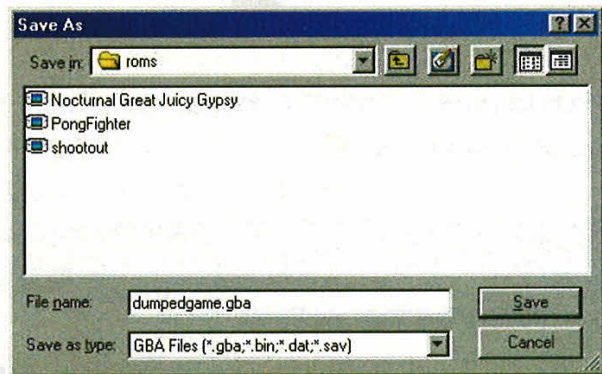 Save As
Save in: roms
Nocturnal Great Juicy Gypsy
PongFighter
shootout
File name: dumpedgame.gba Save
Save as type: GBA Files (*.gba;*.bin;*.dat;*.sav) Cancel